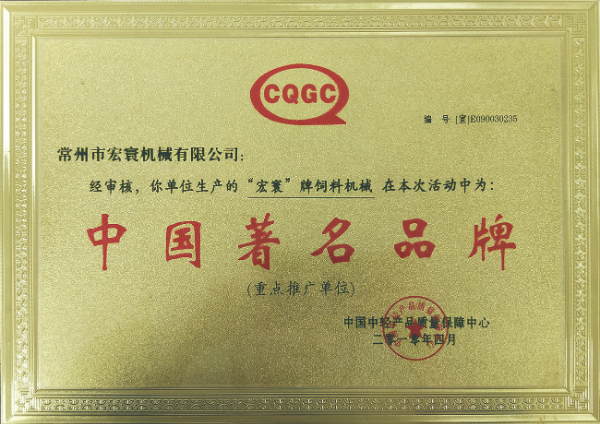 CQGC
编 号:[宣]E090030235
常州市宏寰机械有限公司:
经审核,你单位生产的“宏寰”牌饲料机械 在本次活动中为:
中国著名品牌
(重点推广单位)
中国中轻产品质量保障中心
二零一零年四月